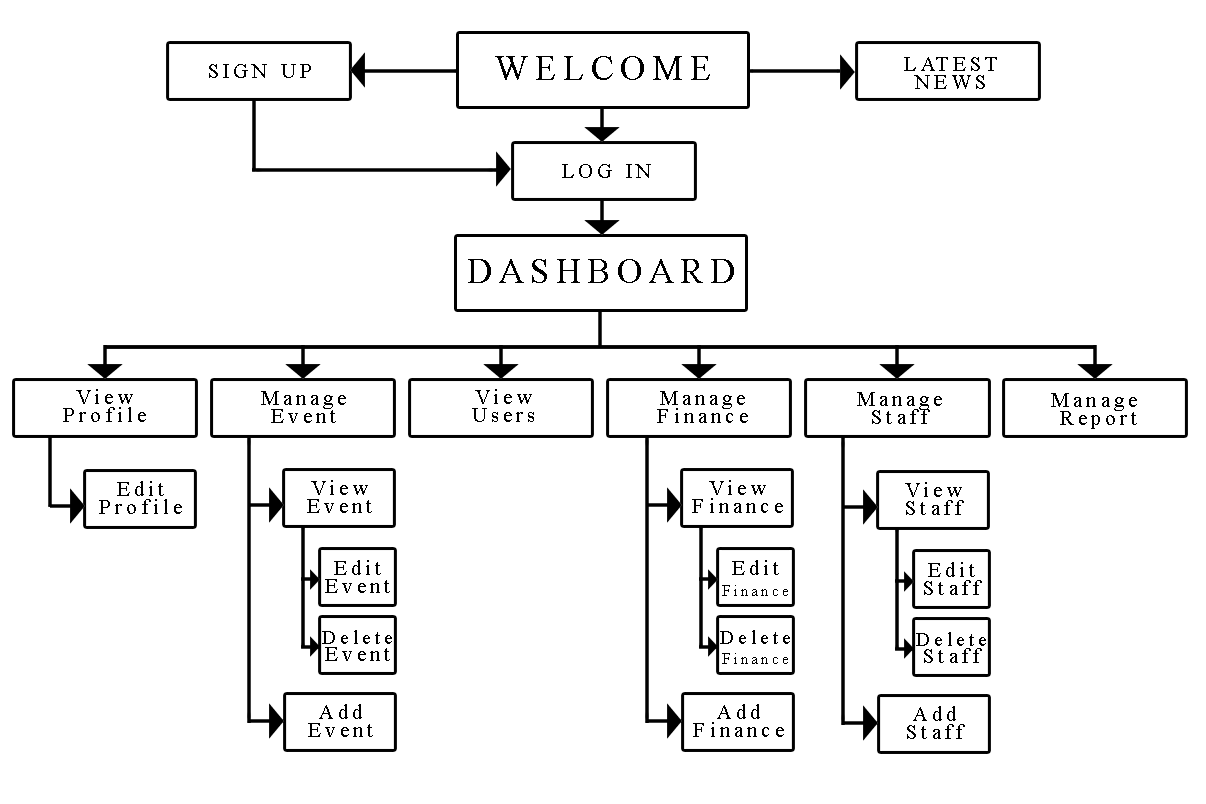 SIGN UP
WELCOME
LATEST
NEWS
LOG IN
DASHBOARD
View
Profile
Manage
Event
View
Users
Manage
Finance
Manage
Staff
Manage
Report
Edit
Profile
View
Event
Edit
Event
Delete
Event
Add
Event
View
Finance
Edit
Finance
Delete
Finance
Add
Finance
View
Staff
Edit
Staff
Delete
Staff
Add
Staff